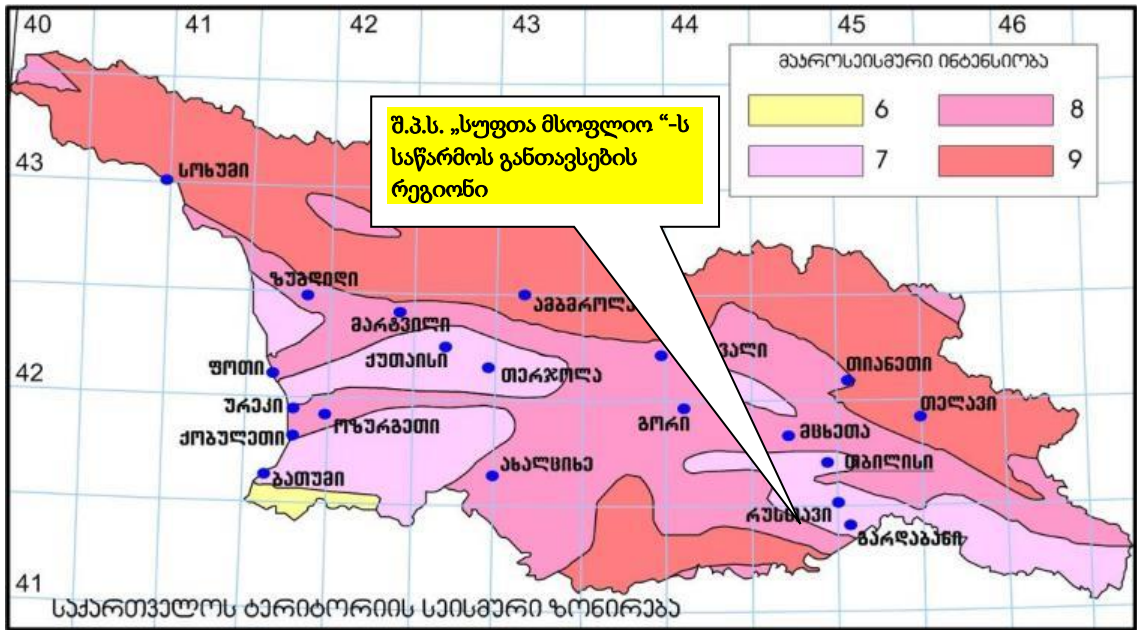 40 41 42 43 44 45 46
მაკროსეისმური ინტენსიობა
6 8
7 9
შ.პ.ს. „სუფთა მსოფლიო “-ს
საწარმოს განთავსების
რეგიონი
43
სოხუმი
ზუგდიდი
ამბროლა
მარტვილი
ქუთაისი
ვალი
თიანეთი
42
ფოთი
თერჯოლა
ურეკი
ოზურგეთი
გორი
თელავი
ქობულეთი
მცხეთა
ახალციხე
თბილისი
ბათუმი
რუსთავი
გარდაბანი
41
საქართველოს ტერიტორიის სეისმური ზონირება